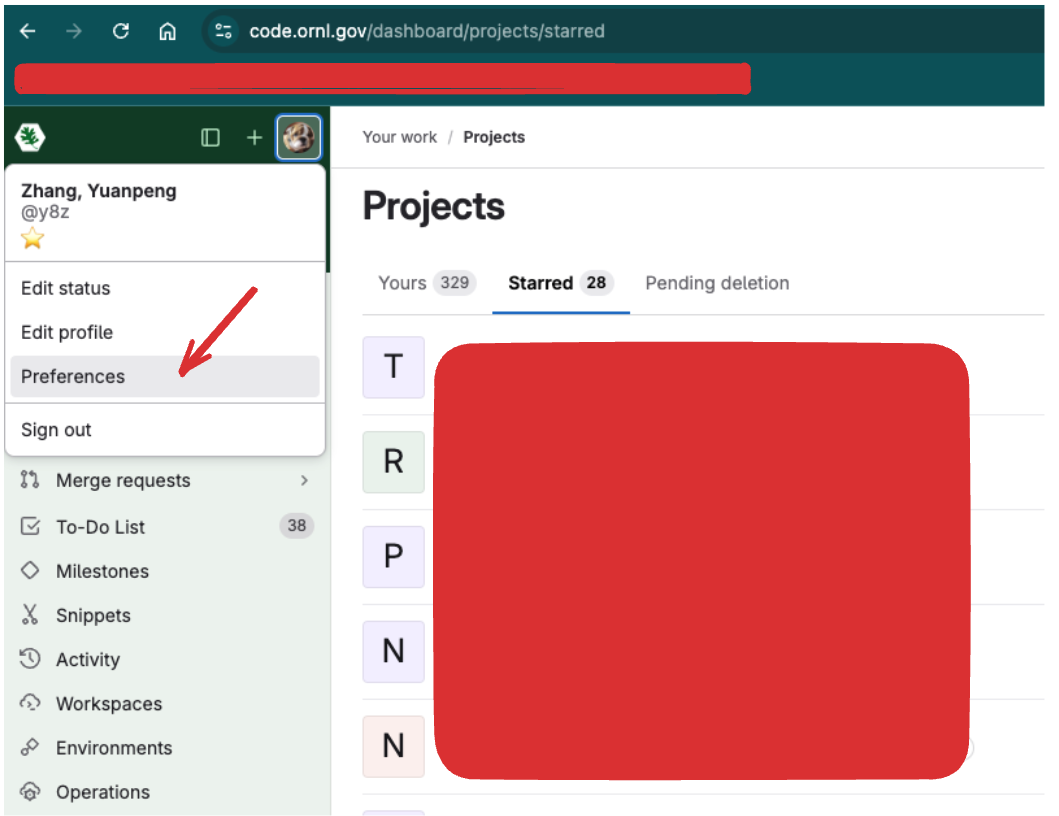 code.ornl.gov/dashboard/projects/starred
Your work / Projects
Zhang, Yuanpeng
@y8z
Edit status
Edit profile
Preferences
Sign out
Merge requests
To-Do List 38
Milestones
Snippets
Activity
Workspaces
Environments
Operations
Projects
Yours 329 Starred 28 Pending deletion
T
R
P
N
N